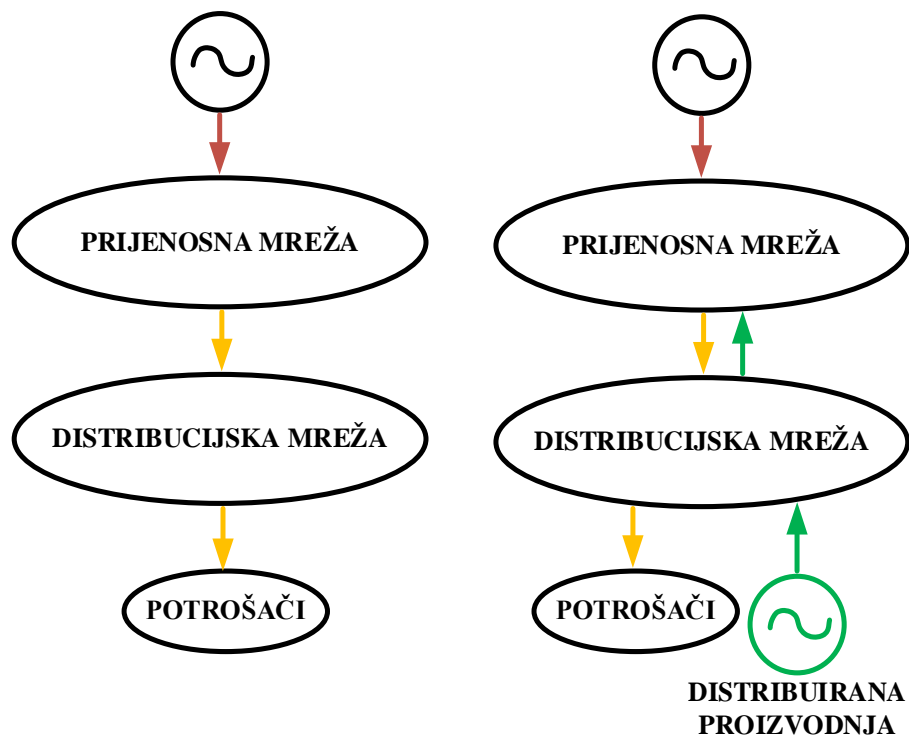 PRIJENOSNA MREŽA
DISTRIBUCIJSKA MREŽA
POTROŠAČI
PRIJENOSNA MREŽA
DISTRIBUCIJSKA MREŽA
POTROŠAČI
DISTRIBUIRANA
PROIZVODNJA